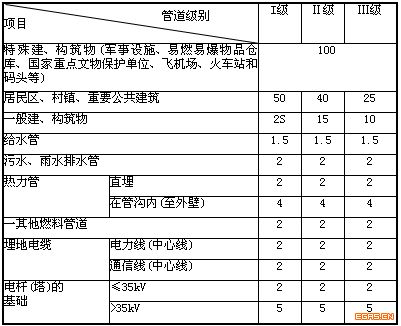 管道级别 I级 II级 III级
项目
特殊建、构筑物(军事设施、易燃易爆物品仓
库、国家重点文物保护单位、飞机场、火车站和
码头等) 100
居民区、村镇、重要公共建筑 50 40 25
一般建、构筑物 2S 15 10
给水管 1.5 1.5 1.5
污水、雨水排水管 2 2 2
热力管 直埋 2 2 2
在管沟内(至外壁) 4 4 4
一其他燃料管道 2 2 2
埋地电缆 电力线(中心线) 2 2 2
通信线(中心线) 2 2 2
电杆(塔)的
基础 ≤35kV 2 2 2
>35kV 5 5 5
EGAS.CN